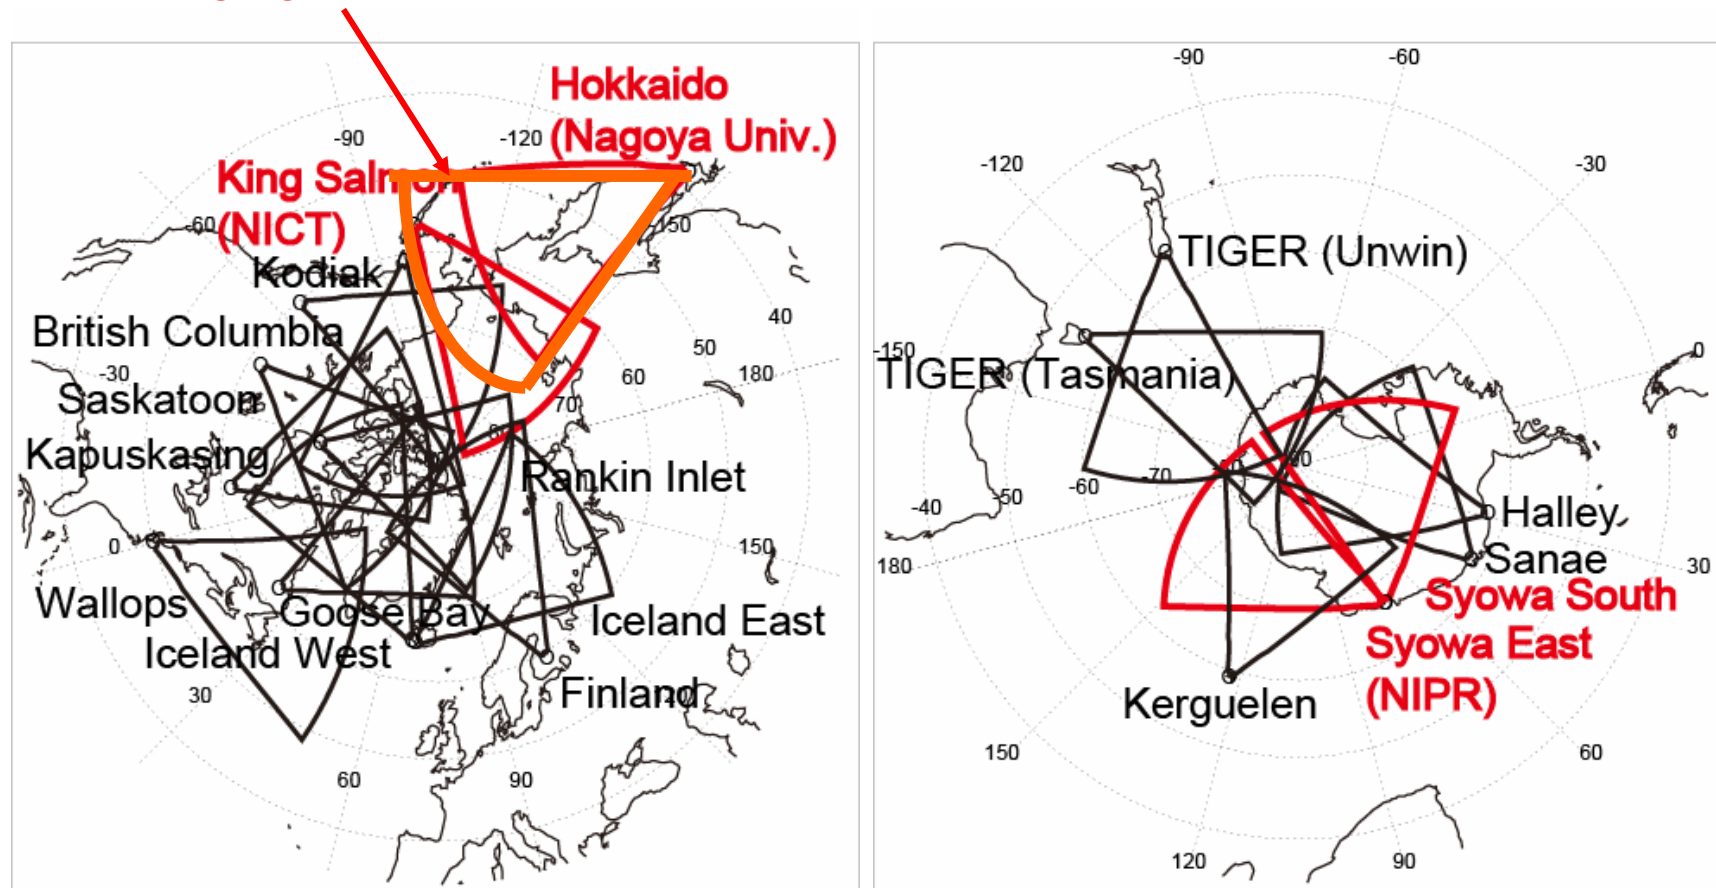 Hokkaido
(Nagoya Univ.)
King Salmon
(NICT)
Kodiak
British Columbia
Saskatoon
Kapuskasing
Rankin Inlet
Wallops
Goose Bay
Iceland West
Iceland East
Finland
-90
-120
-60
-150
-30
40
50
60
70
180
0
150
30
120
60
90
-90
-60
-120
-30
-150
0
TIGER (Unwin)
TIGER (Tasmania)
-40
-50
-60
-70
Halley
Sanae
Syowa South
Syowa East
(NIPR)
Kerguelen
180
30
150
60
120
90